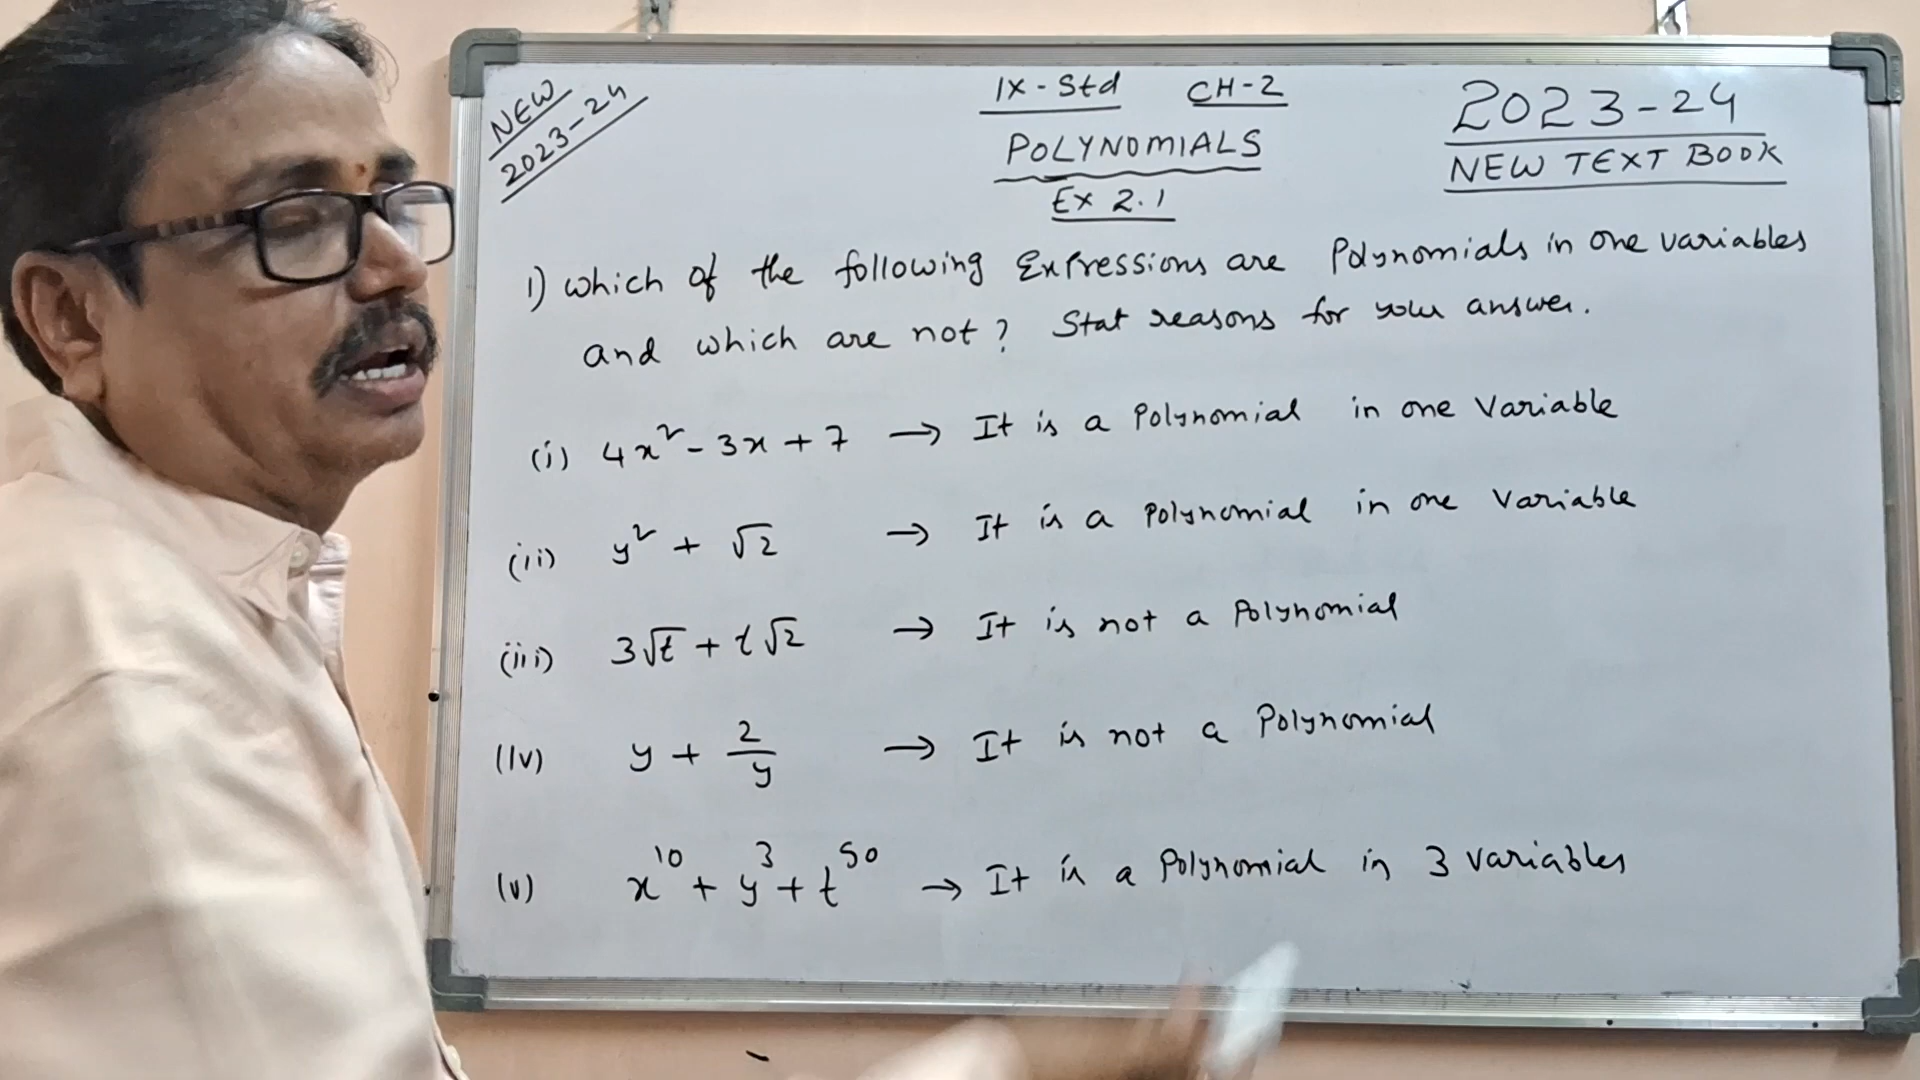 NEW
2023-24
IX - Std CH-2
POLYNOMIALS
Ex 2.1
2023-24
NEW TEXT BOOK
1) Which of the following Expressions are Polynomials in one variables
and which are not? Stat reasons for your answer.
(i) 4x² - 3x + 7 → It is a Polynomial in one Variable
(ii) y² + √2 → It is a Polynomial in one Variable
(iii) 3√t + t√2 → It is not a Polynomial
(iv) y + 2/y → It is not a Polynomial
(v) x¹⁰ + y³ + t⁵⁰ → It is a Polynomial in 3 variables